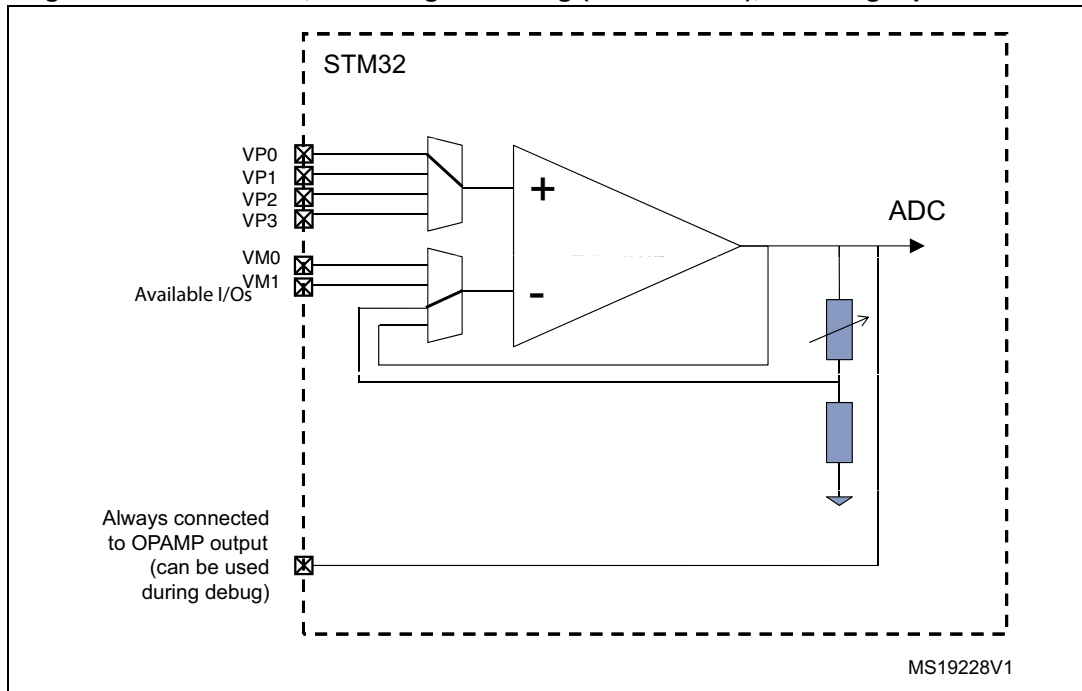 STM32
VP0
VP1
VP2
VP3
VM0
VM1
Available I/Os
+
-
ADC
Always connected
to OPAMP output
(can be used
during debug)
MS19228V1